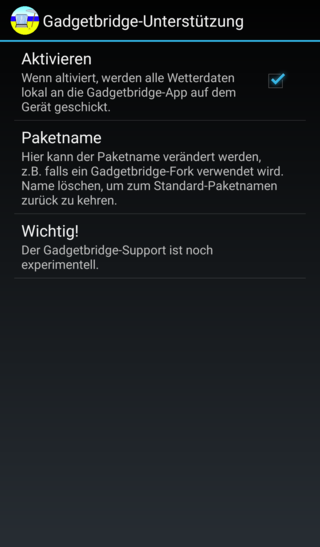 Gadgetbridge-Unterstützung
Aktivieren
Wenn altiviert, werden alle Wetterdaten
lokal an die Gadgetbridge-App auf dem
Gerät geschickt.
Paketname
Hier kann der Paketname verändert werden,
z.B. falls ein Gadgetbridge-Fork verwendet wird.
Name löschen, um zum Standard-Paketnamen
zurück zu kehren.
Wichtig!
Der Gadgetbridge-Support ist noch
experimentell.